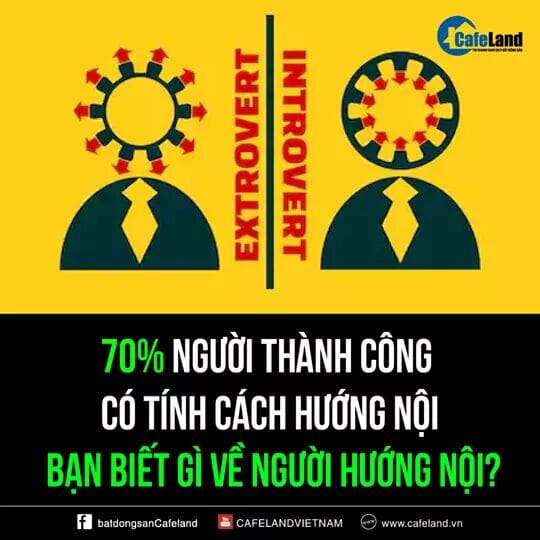 CafeLand
EXTROVERT
INTROVERT
70% NGƯỜI THÀNH CÔNG
CÓ TÍNH CÁCH HƯỚNG NỘI
BẠN BIẾT GÌ VỀ NGƯỜI HƯỚNG NỘI?
batdongsanCafeland
CAFELANDVIETNAM
www.cafeland.vn